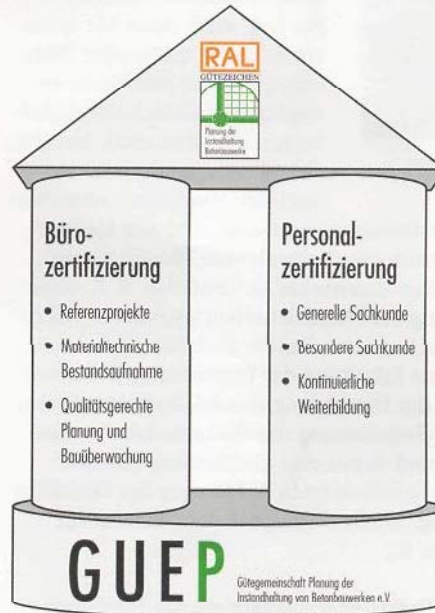 RAL
GÜTEZEICHEN
Planung der
Instandhaltung
Betonbauwerke
Büro-
zertifizierung
• Referenzprojekte
• Materialtechnische
Bestandsaufnahme
• Qualitätsgerechte
Planung und
Bauüberwachung
Personal-
zertifizierung
• Generelle Sachkunde
• Besondere Sachkunde
• Kontinuierliche
Weiterbildung
GUEP
Gütegemeinschaft Planung der
Instandhaltung von Betonbauwerken e.V.